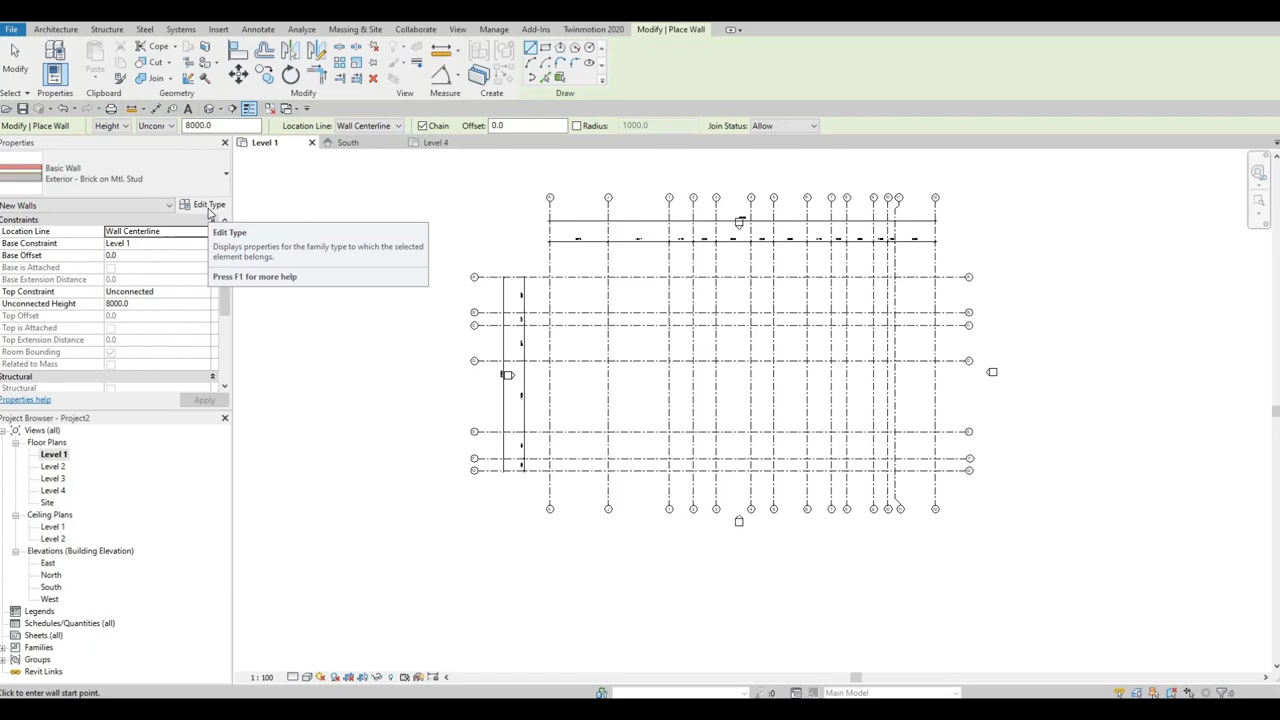 File Architecture Structure Steel Systems Insert Annotate Analyze Massing & Site Collaborate View Manage Add-Ins Twinmotion 2020 Modify | Place Wall
Modify
Paste
Cope
Cut
Join
Select Properties Clipboard Geometry Modify View Measure Create Draw
Modify | Place Wall Height Unconn 8000.0 Location Line: Wall Centerline Chain Offset: 0.0 Radius: 1000.0 Join Status: Allow
Properties
Level 1 South Level 4
Basic Wall
Exterior - Brick on Mtl. Stud
New Walls Edit Type
Constraints
Location Line Wall Centerline
Base Constraint Level 1
Base Offset 0.0
Base is Attached
Base Extension Distance 0.0
Top Constraint Unconnected
Unconnected Height 8000.0
Top Offset 0.0
Top is Attached
Top Extension Distance 0.0
Room Bounding
Related to Mass
Structural
Structural
Properties help Apply
Edit Type
Displays properties for the family type to which the selected
element belongs.
Press F1 for more help
Project Browser - Project2
Views (all)
Floor Plans
Level 1
Level 2
Level 3
Level 4
Site
Ceiling Plans
Level 1
Level 2
Elevations (Building Elevation)
East
North
South
West
Legends
Schedules/Quantities (all)
Sheets (all)
Families
Groups
Revit Links
1 : 100
Click to enter wall start point.
:0 Main Model :0